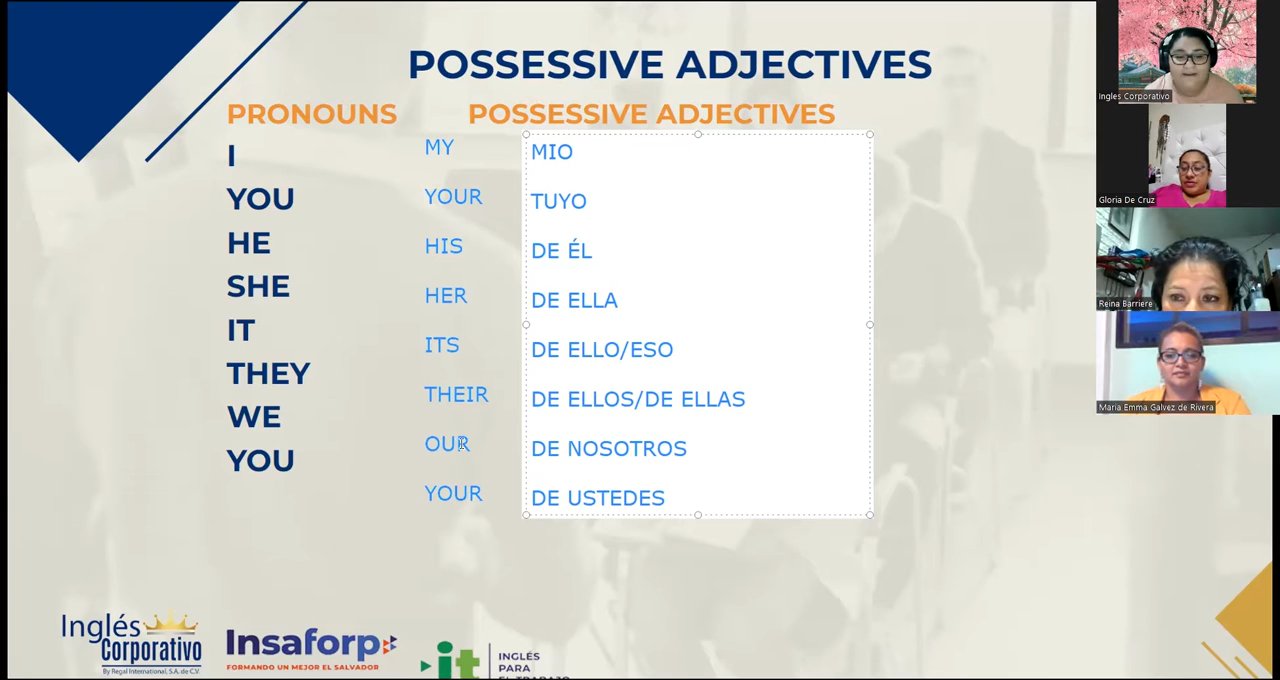 POSSESSIVE ADJECTIVES
PRONOUNS
POSSESSIVE ADJECTIVES
I
YOU
HE
SHE
IT
THEY
WE
YOU
MY
YOUR
HIS
HER
ITS
THEIR
OUR
YOUR
MIO
TUYO
DE ÉL
DE ELLA
DE ELLO/ESO
DE ELLOS/DE ELLAS
DE NOSOTROS
DE USTEDES
Ingles Corporativo
Gloria De Cruz
Reina Barriere
Maria Emma Galvez de Rivera
Inglés
Corporativo
By Regal International, S.A. de C.V.
Insaforp
FORMANDO UN MEJOR EL SALVADOR
it
INGLÉS
PARA
EL TRABAJO